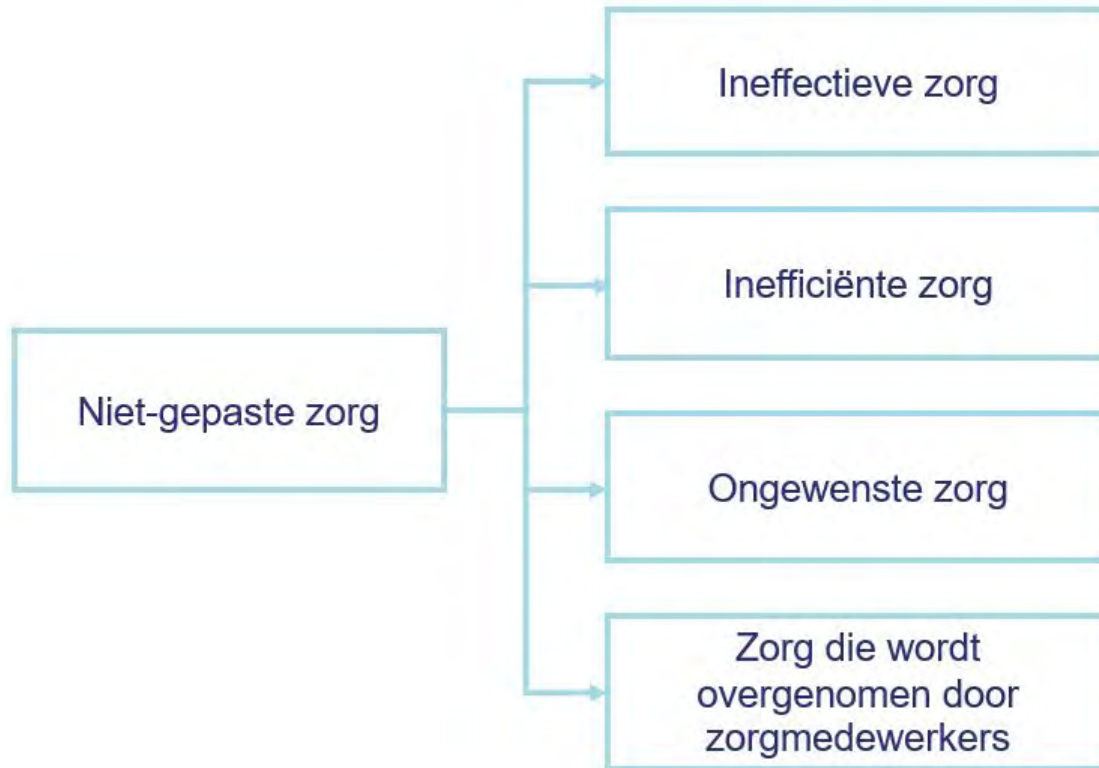 Ineffectieve zorg
Inefficiënte zorg
Niet-gepaste zorg
Ongewenste zorg
Zorg die wordt
overgenomen door
zorgmedewerkers